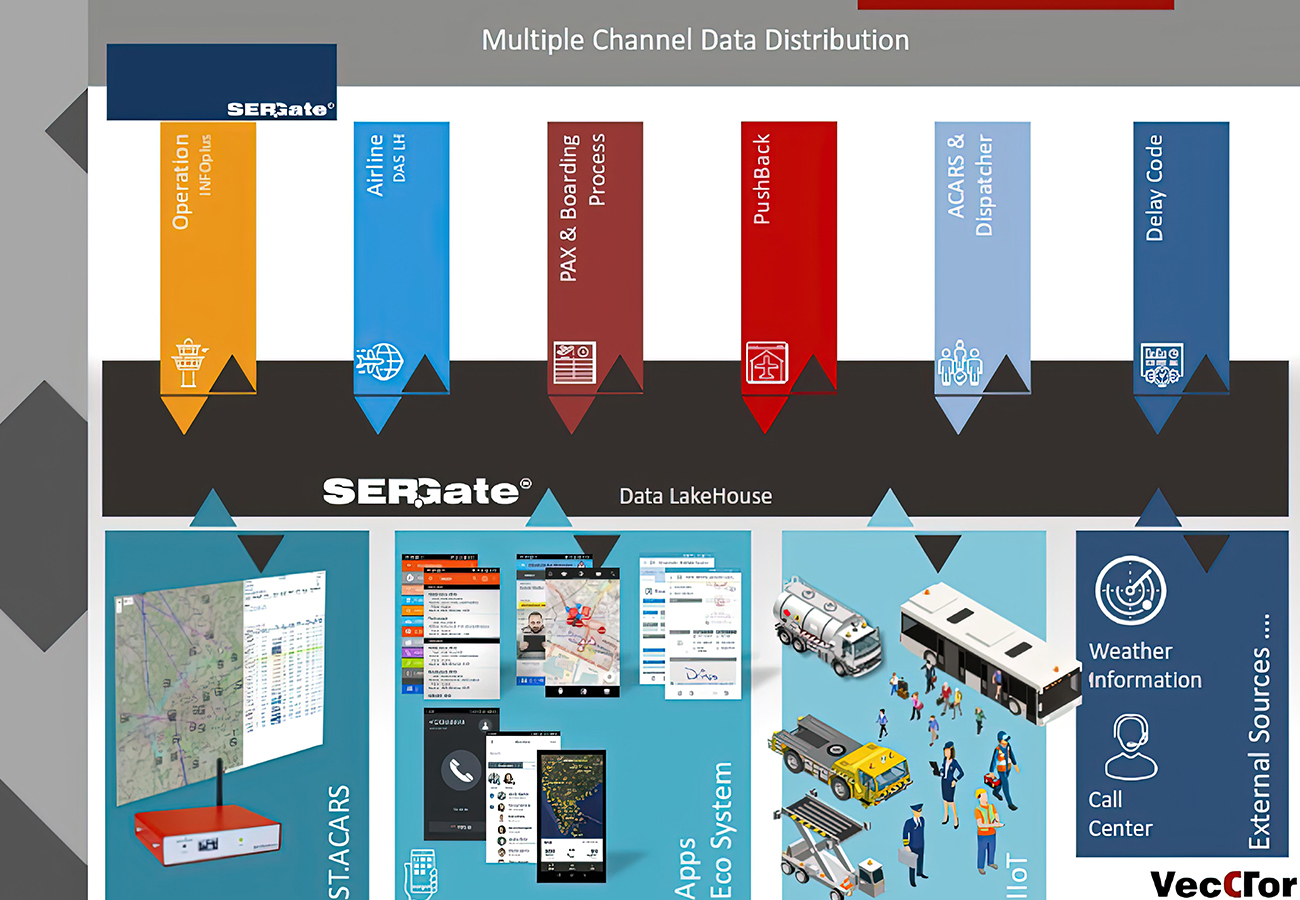 Multiple Channel Data Distribution
SERGate
Operation
INFOplus
Airline
DAS LH
PAX & Boarding
Process
PushBack
ACARS &
Dispatcher
Delay Code
SERGate
Data LakeHouse
ST.ACARS
Apps
Eco System
IIoT
Weather
Information
Call
Center
External Sources ....
VecCTor